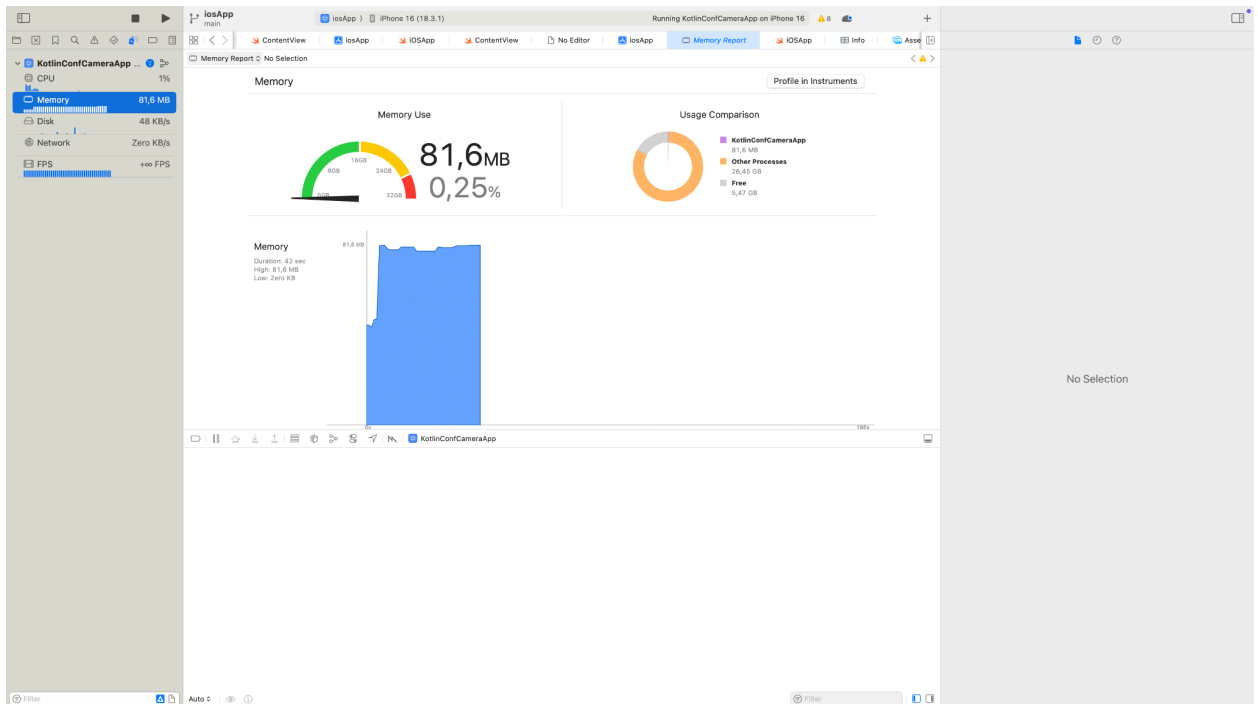 iosApp
main
iosApp ⟩ iPhone 16 (18.3.1)
Running KotlinConfCameraApp on iPhone 16
8
ContentView
iosApp
iOSApp
ContentView
No Editor
iosApp
Memory Report
iOSApp
Info
Asse
Memory Report
No Selection
KotlinConfCameraApp ...
CPU 1%
Memory 81,6 MB
Disk 48 KB/s
Network Zero KB/s
FPS +∞ FPS
Memory
Profile in Instruments
Memory Use
0GB
8GB
16GB
24GB
32GB
81,6MB
0,25%
Usage Comparison
KotlinConfCameraApp
81,6 MB
Other Processes
26,45 GB
Free
5,47 GB
Memory
Duration: 42 sec
High: 81,6 MB
Low: Zero KB
81,6 MB
0s
KotlinConfCameraApp
No Selection
Filter
Auto
Filter